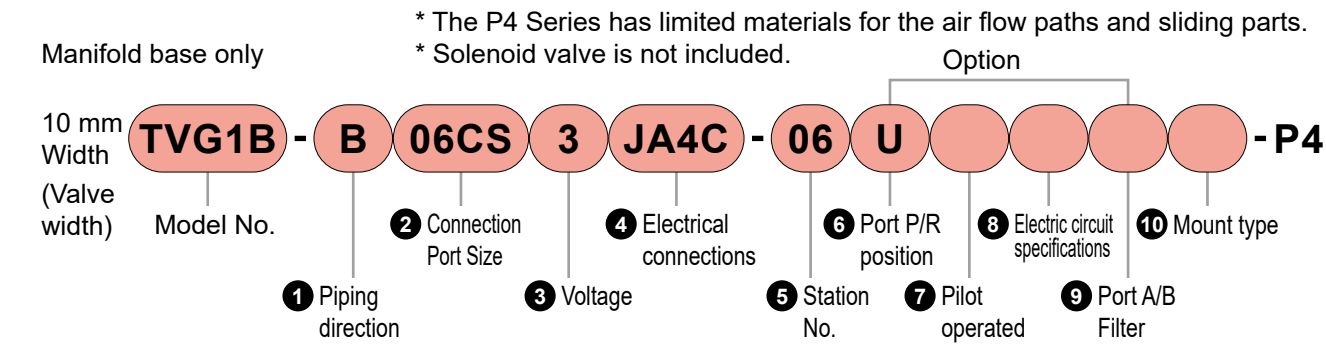 * The P4 Series has limited materials for the air flow paths and sliding parts.
Manifold base only
* Solenoid valve is not included.
Option
10 mm
Width
(Valve
width)
TVG1B - B 06CS 3 JA4C - 06 U - P4
Model No.
2 Connection
Port Size
4 Electrical
connections
6 Port P/R
position
8 Electric circuit
specifications
10 Mount type
1 Piping
direction
3 Voltage
5 Station
No.
7 Pilot
operated
9 Port A/B
Filter